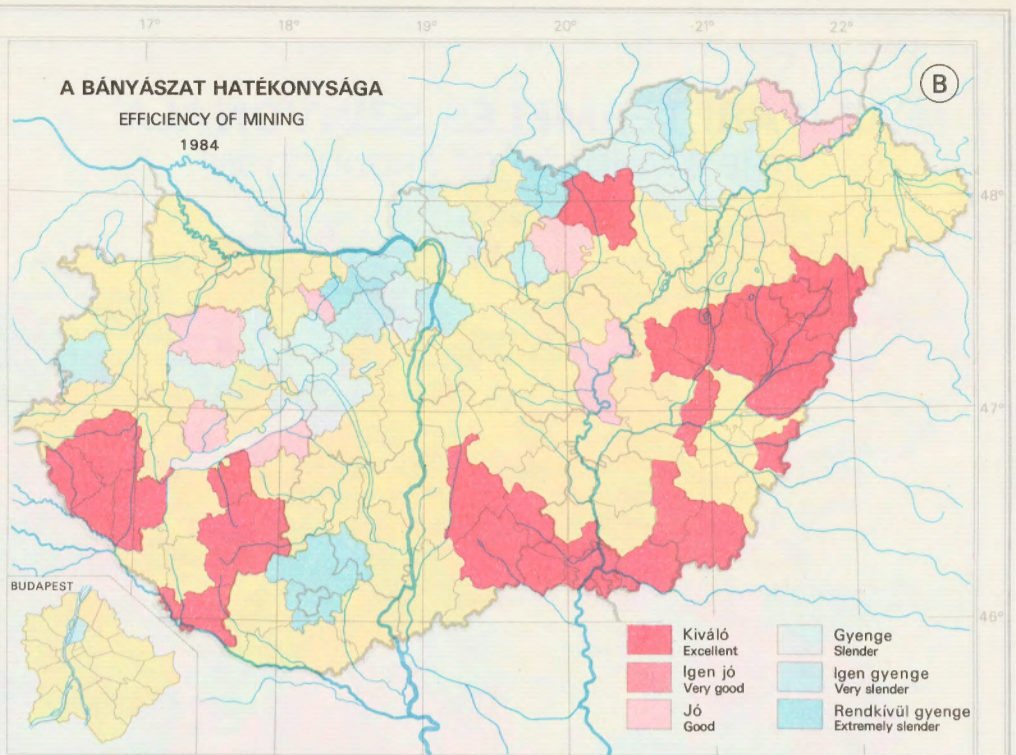 17° 18° 19° 20° 21° 22°
A BÁNYÁSZAT HATÉKONYSÁGA
EFFICIENCY OF MINING
1984
B
48°
47°
BUDAPEST
46°
Kiváló
Excellent
Igen jó
Very good
Jó
Good
Gyenge
Slender
Igen gyenge
Very slender
Rendkívül gyenge
Extremely slender